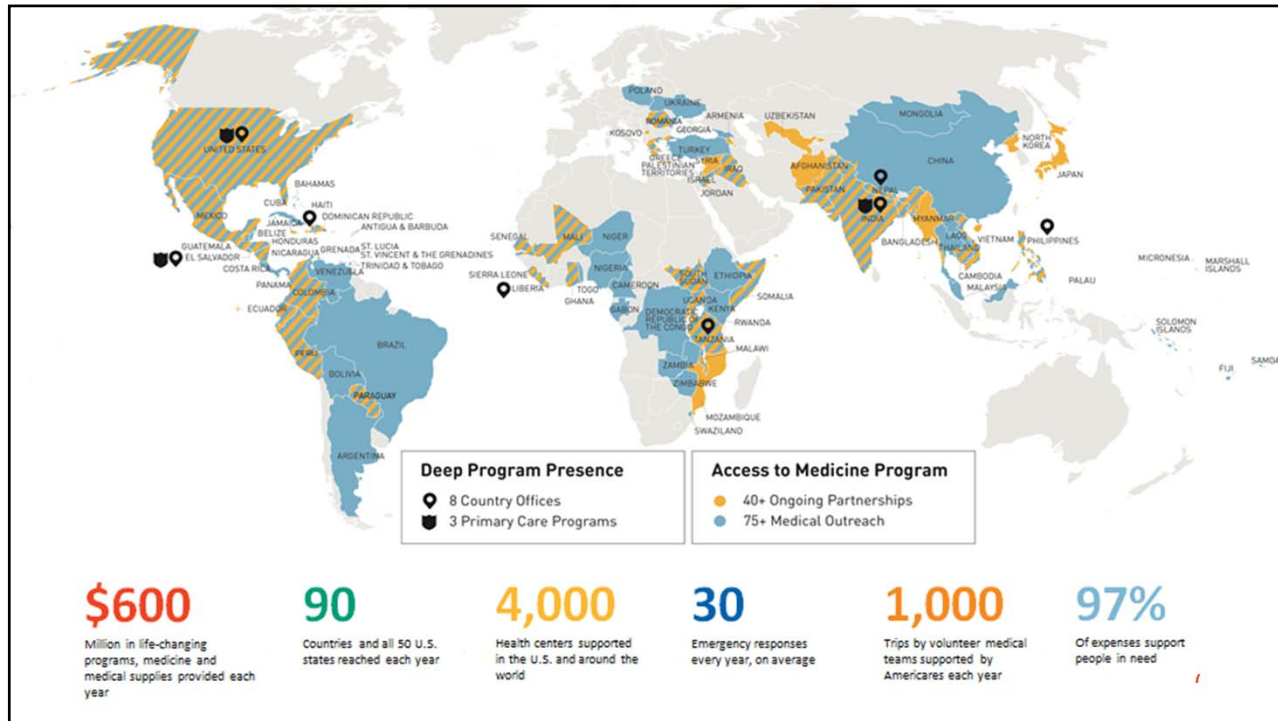 POLAND
UKRAINE
ARMENIA
UZBEKISTAN
MONGOLIA
ROMANIA
KOSOVO
GEORGIA
NORTH
KOREA
UNITED STATES
TURKEY
CHINA
GREECE
SYRIA
AFGHANISTAN
JAPAN
PALESTINIAN
TERRITORIES
IRAQ
ISRAEL
PAKISTAN
NEPAL
JORDAN
BAHAMAS
CUBA
HAITI
MEXICO
DOMINICAN REPUBLIC
INDIA
MYANMAR
JAMAICA
ANTIGUA & BARBUDA
BELIZE
MALI
NIGER
LAOS
GUATEMALA
HONDURAS
SENEGAL
BANGLADESH
THAILAND
VIETNAM
PHILIPPINES
EL SALVADOR
NICARAGUA
GRENADA
ST. LUCIA
ST. VINCENT & THE GRENADINES
TRINIDAD & TOBAGO
COSTA RICA
VENEZUELA
PANAMA
COLOMBIA
NIGERIA
SOUTH
SUDAN
ETHIOPIA
MICRONESIA
MARSHALL
ISLANDS
SIERRA LEONE
LIBERIA
TOGO
GHANA
CAMEROON
CAMBODIA
MALAYSIA
PALAU
ECUADOR
UGANDA
SOMALIA
GABON
DEMOCRATIC
REPUBLIC OF
THE CONGO
KENYA
RWANDA
BRAZIL
TANZANIA
SOLOMON
ISLANDS
PERU
MALAWI
SAMOA
BOLIVIA
ZAMBIA
FIJI
PARAGUAY
ZIMBABWE
MOZAMBIQUE
SWAZILAND
ARGENTINA
Deep Program Presence
8 Country Offices
3 Primary Care Programs
Access to Medicine Program
40+ Ongoing Partnerships
75+ Medical Outreach
$600
Million in life-changing
programs, medicine and
medical supplies provided each
year
90
Countries and all 50 U.S.
states reached each year
4,000
Health centers supported
in the U.S. and around the
world
30
Emergency responses
every year, on average
1,000
Trips by volunteer medical
teams supported by
Americares each year
97%
Of expenses support
people in need